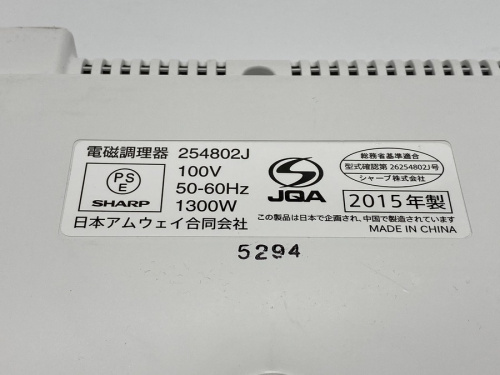 電磁調理器 254802J
PS
E
SHARP
100V
50-60Hz
1300W
日本アムウェイ合同会社
JQA
総務省基準適合
型式確認第 26254802J号
シャープ株式会社
2015年製
この製品は日本で企画され、中国で製造されています
MADE IN CHINA
5294